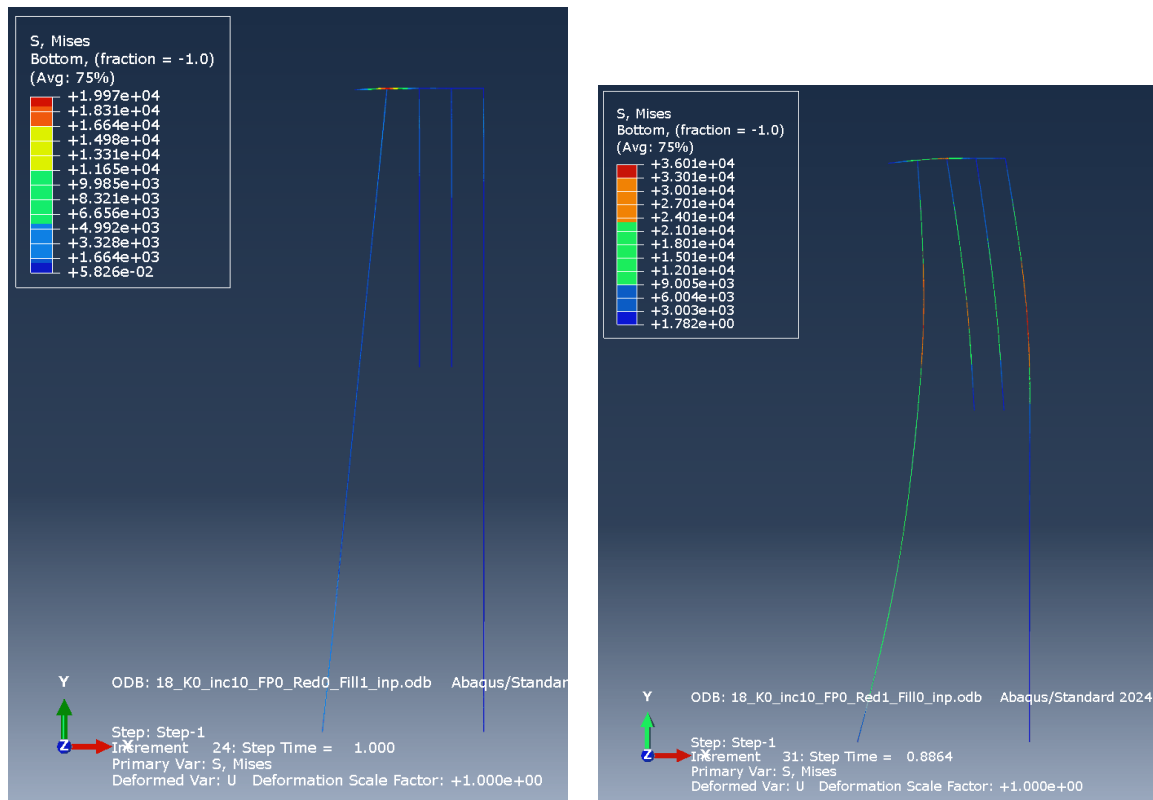 S, Mises
Bottom, (fraction = -1.0)
(Avg: 75%)
+1.997e+04
+1.831e+04
+1.664e+04
+1.498e+04
+1.331e+04
+1.165e+04
+9.985e+03
+8.321e+03
+6.656e+03
+4.992e+03
+3.328e+03
+1.664e+03
+5.826e-02
Y
Z
X
ODB: 18_K0_inc10_FP0_Red0_Fill1_inp.odb Abaqus/Standar
Step: Step-1
Increment 24: Step Time = 1.000
Primary Var: S, Mises
Deformed Var: U Deformation Scale Factor: +1.000e+00
S, Mises
Bottom, (fraction = -1.0)
(Avg: 75%)
+3.601e+04
+3.301e+04
+3.001e+04
+2.701e+04
+2.401e+04
+2.101e+04
+1.801e+04
+1.501e+04
+1.201e+04
+9.005e+03
+6.004e+03
+3.003e+03
+1.782e+00
Y
Z
X
ODB: 18_K0_inc10_FP0_Red1_Fill0_inp.odb Abaqus/Standard 2024
Step: Step-1
Increment 31: Step Time = 0.8864
Primary Var: S, Mises
Deformed Var: U Deformation Scale Factor: +1.000e+00